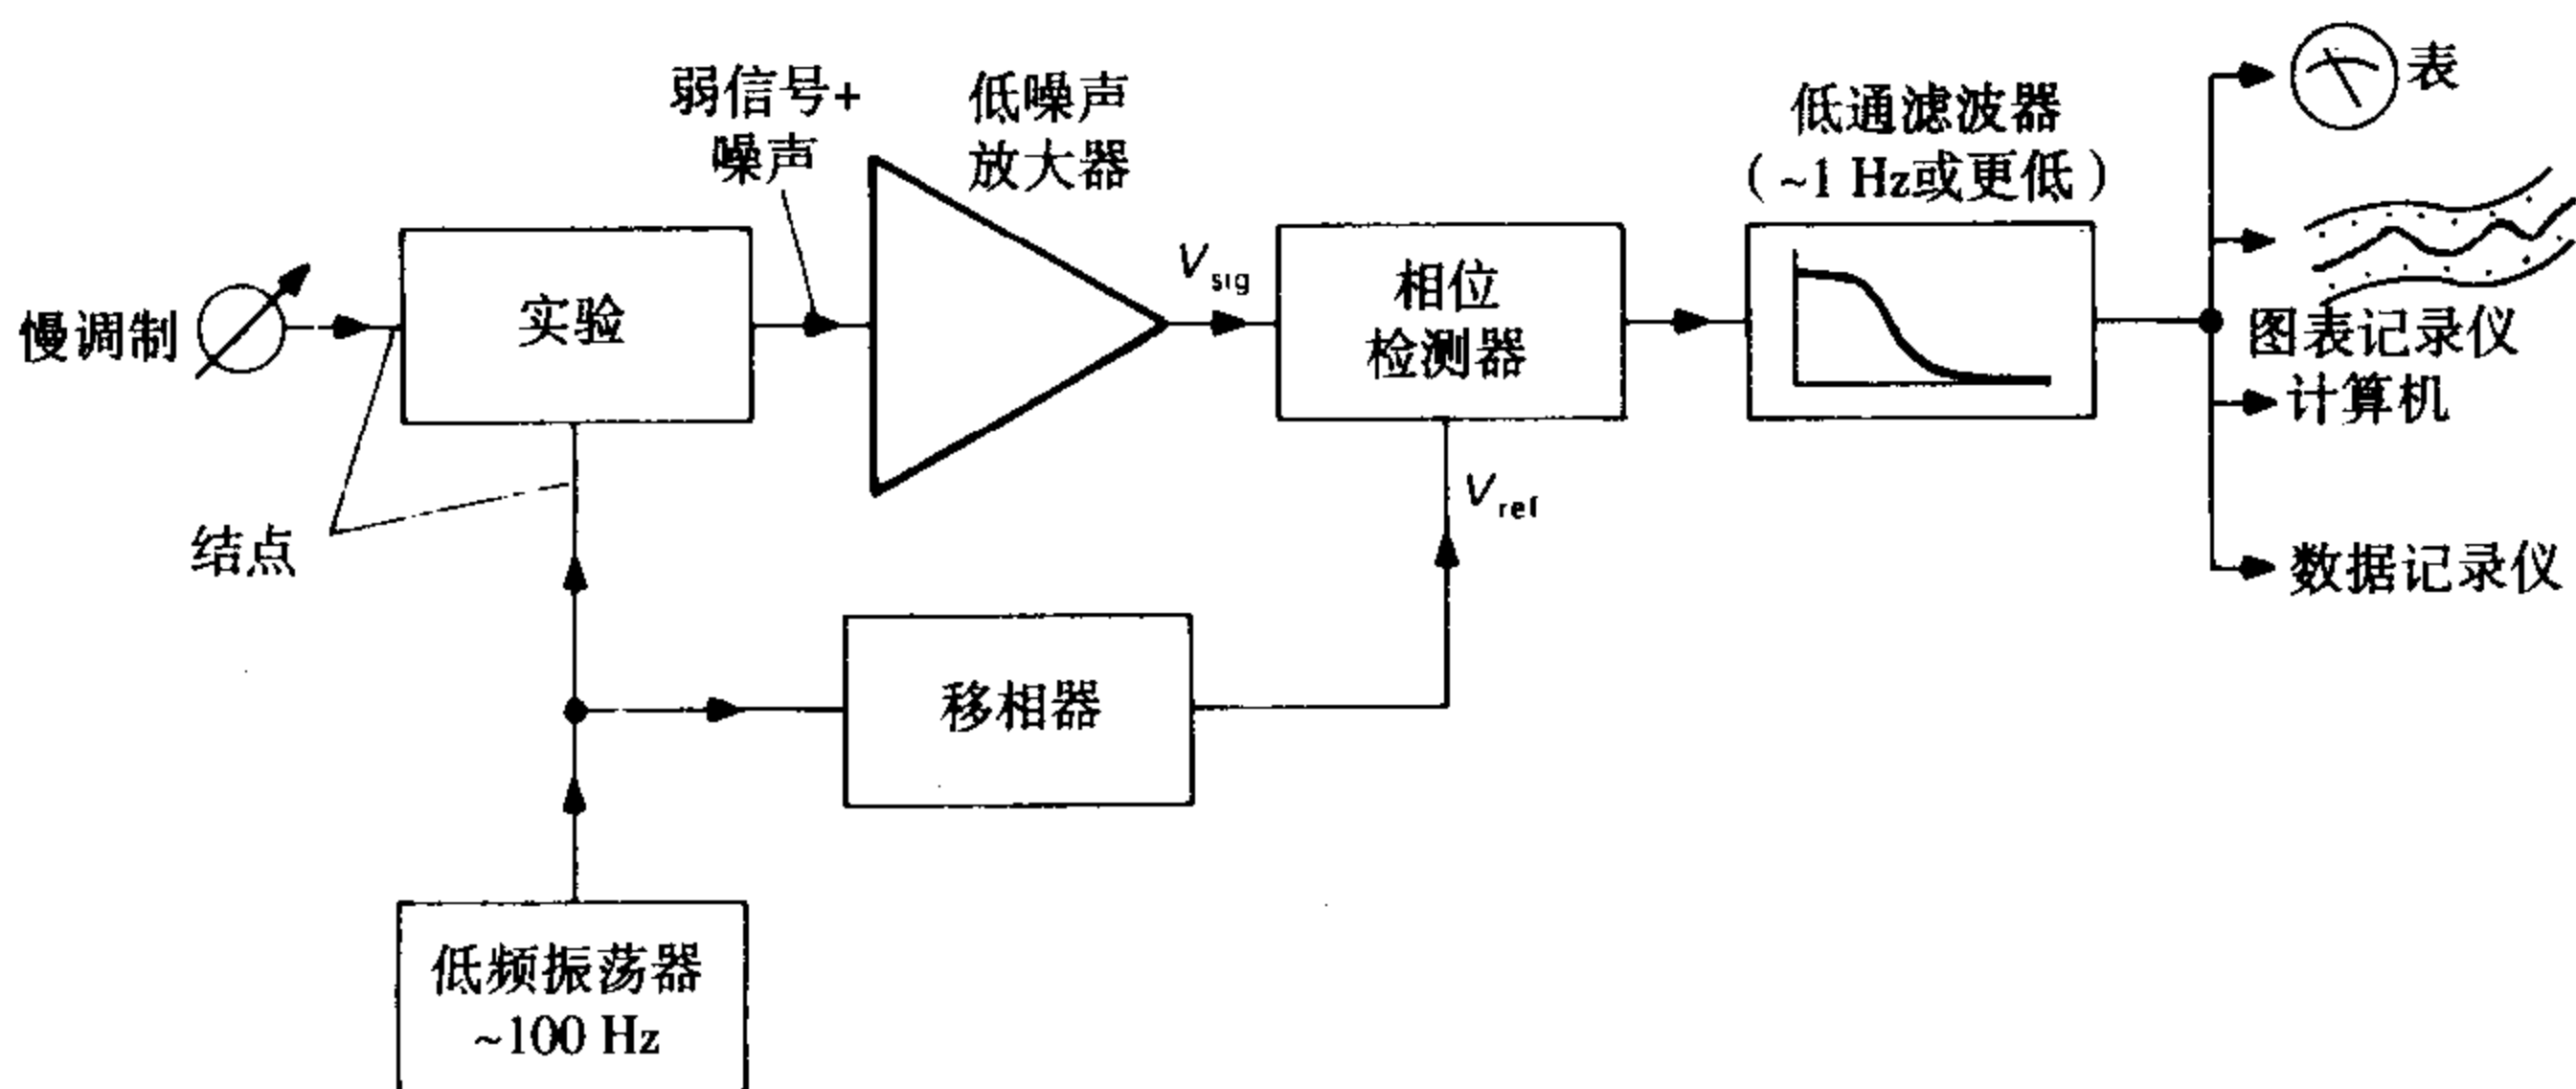 弱信号+
噪声
低噪声
放大器
低通滤波器
（~1 Hz或更低）
表
慢调制
实验
V sig
相位
检测器
图表记录仪
计算机
结点
V ref
数据记录仪
移相器
低频振荡器
~100 Hz